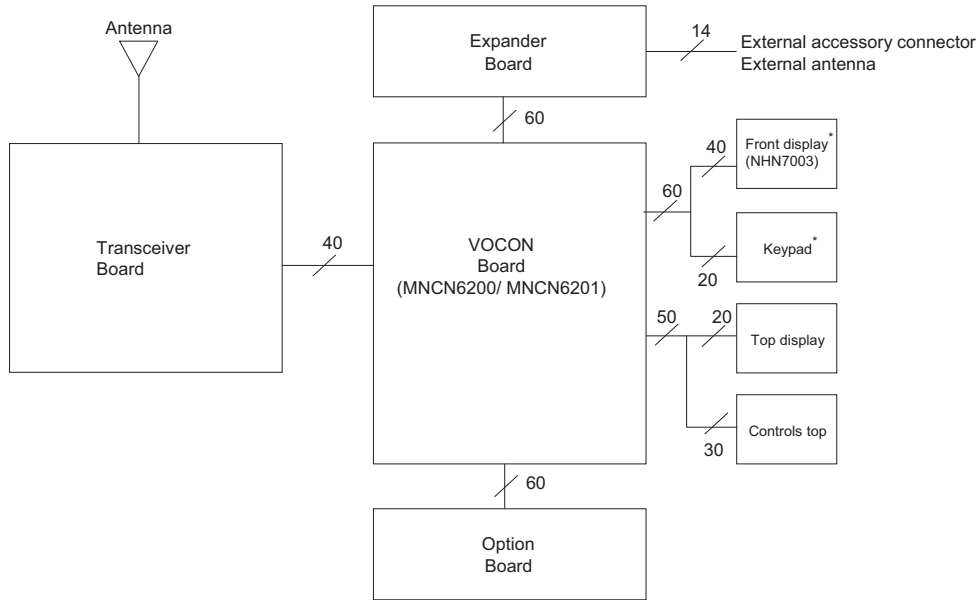 Antenna
Expander
Board
14
External accessory connector
External antenna
60
Transceiver
Board
40
VOCON
Board
(MNCN6200/ MNCN6201)
60
40
Front display*
(NHN7003)
20
Keypad*
50
20
Top display
30
Controls top
60
Option
Board